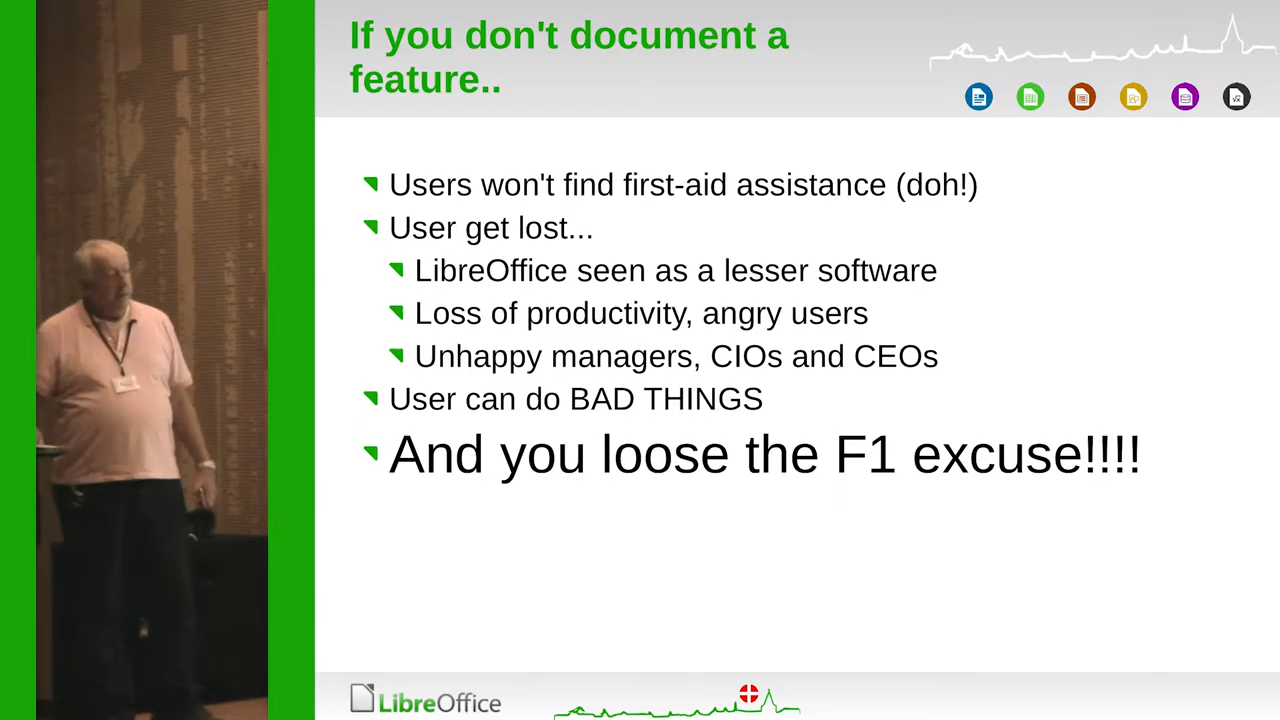 If you don't document a
feature..
Users won't find first-aid assistance (doh!)
User get lost...
LibreOffice seen as a lesser software
Loss of productivity, angry users
Unhappy managers, CIOs and CEOs
User can do BAD THINGS
And you loose the F1 excuse!!!!
LibreOffice